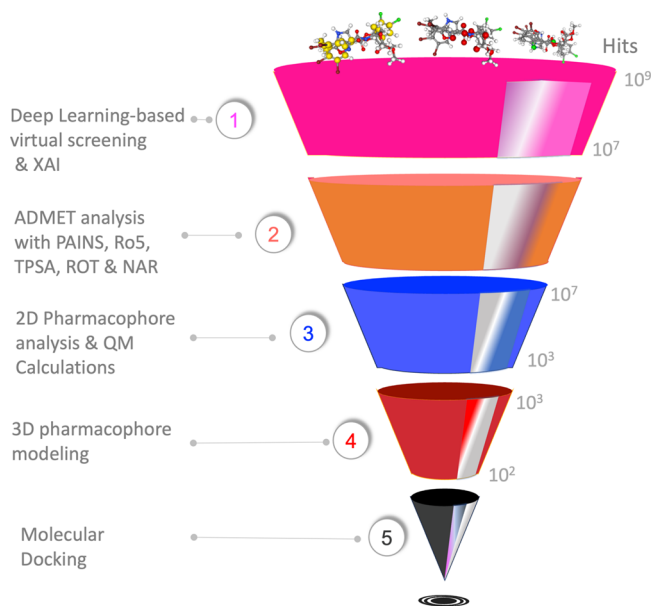 Hits
10⁹
Deep Learning-based
virtual screening
& XAI
1
10⁷
ADMET analysis
with PAINS, Ro5,
TPSA, ROT & NAR
2
10⁷
2D Pharmacophore
analysis & QM
Calculations
3
10³
10³
3D pharmacophore
modeling
4
10²
Molecular
Docking
5